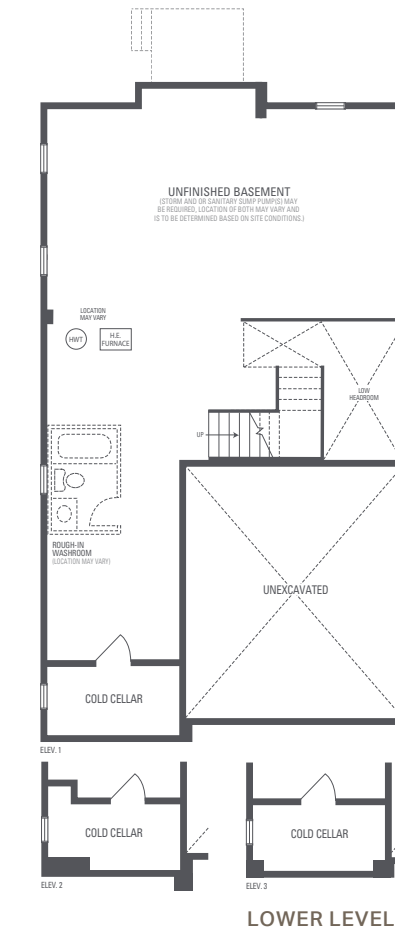 UNFINISHED BASEMENT
(STORM AND OR SANITARY SUMP PUMP(S) MAY
BE REQUIRED, LOCATION OF BOTH MAY VARY AND
IS TO BE DETERMINED BASED ON SITE CONDITIONS.)
LOCATION
MAY VARY
HWT
H.E.
FURNACE
LOW
HEADROOM
UP
ROUGH-IN
WASHROOM
(LOCATION MAY VARY)
UNEXCAVATED
COLD CELLAR
ELEV. 1
COLD CELLAR
ELEV. 2
COLD CELLAR
ELEV. 3
LOWER LEVEL